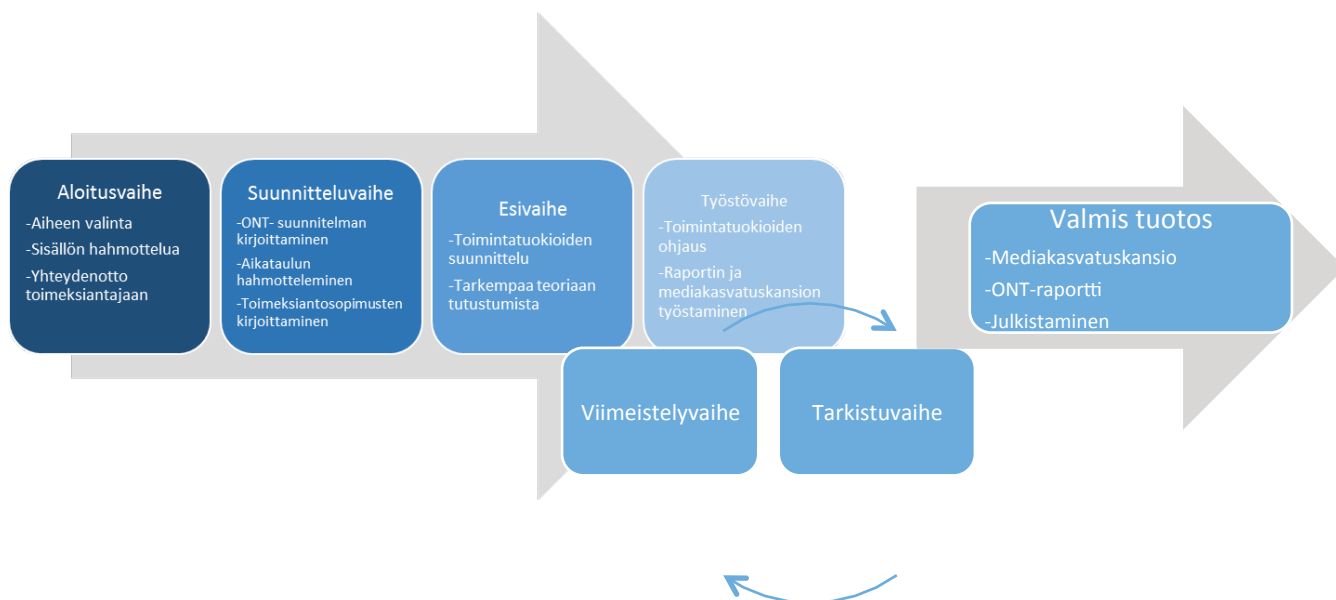 Aloitusvaihe
-Aiheen valinta
-Sisällön hahmottelua
-Yhteydenotto
toimeksiantajaan
Suunnitteluvaihe
-ONT- suunnitelman
kirjoittaminen
-Aikataulun
hahmotteleminen
-Toimeksiantosopimusten
kirjoittaminen
Esivaihe
-Toimintatuokioiden
suunnittelu
-Tarkempaa teoriaan
tutustumista
Työstövaihe
-Toimintatuokioiden
ohjaus
-Raportin ja
mediakasvatuskansion
työstaminen
Viimeistelyvaihe
Tarkistuvaihe
Valmis tuotos
-Mediakasvatuskansio
-ONT-raportti
-Julkistaminen